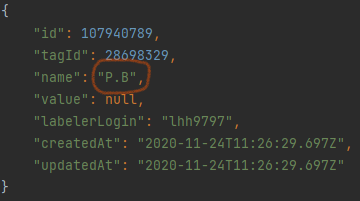 {
"id": 107940789,
"tagId": 28698329,
"name": "P.B",
"value": null,
"labelerLogin": "lhh9797",
"createdAt": "2020-11-24T11:26:29.697Z"
"updatedAt": "2020-11-24T11:26:29.697Z"
}